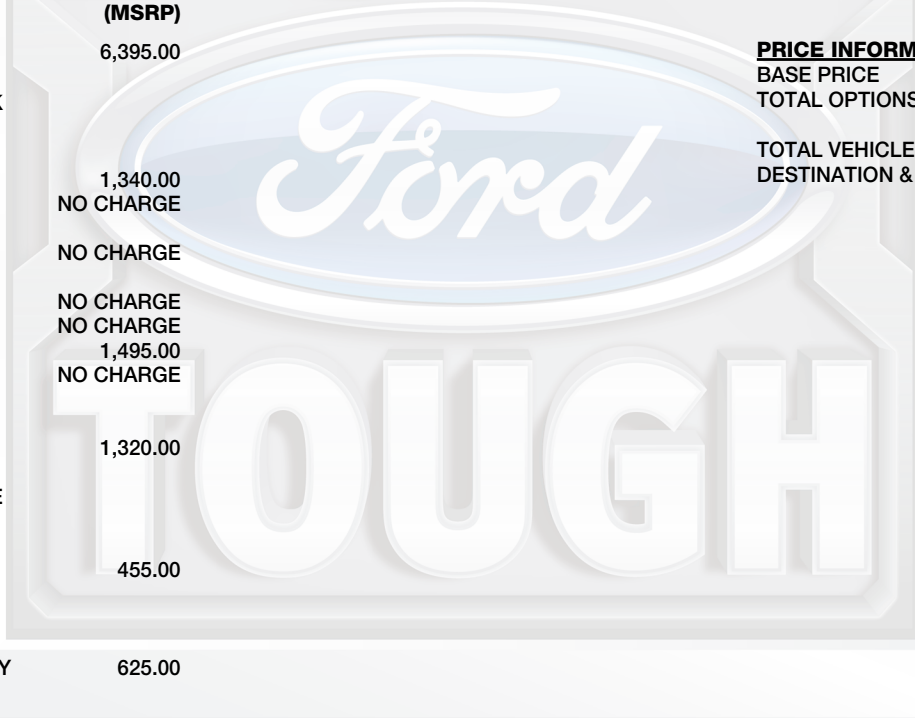 (MSRP)
6,395.00
K
1,340.00
NO CHARGE
NO CHARGE
NO CHARGE
NO CHARGE
1,495.00
NO CHARGE
1,320.00
E
455.00
Y 625.00
PRICE INFORM
BASE PRICE
TOTAL OPTIONS
TOTAL VEHICLE
DESTINATION &
Ford
TOUGH